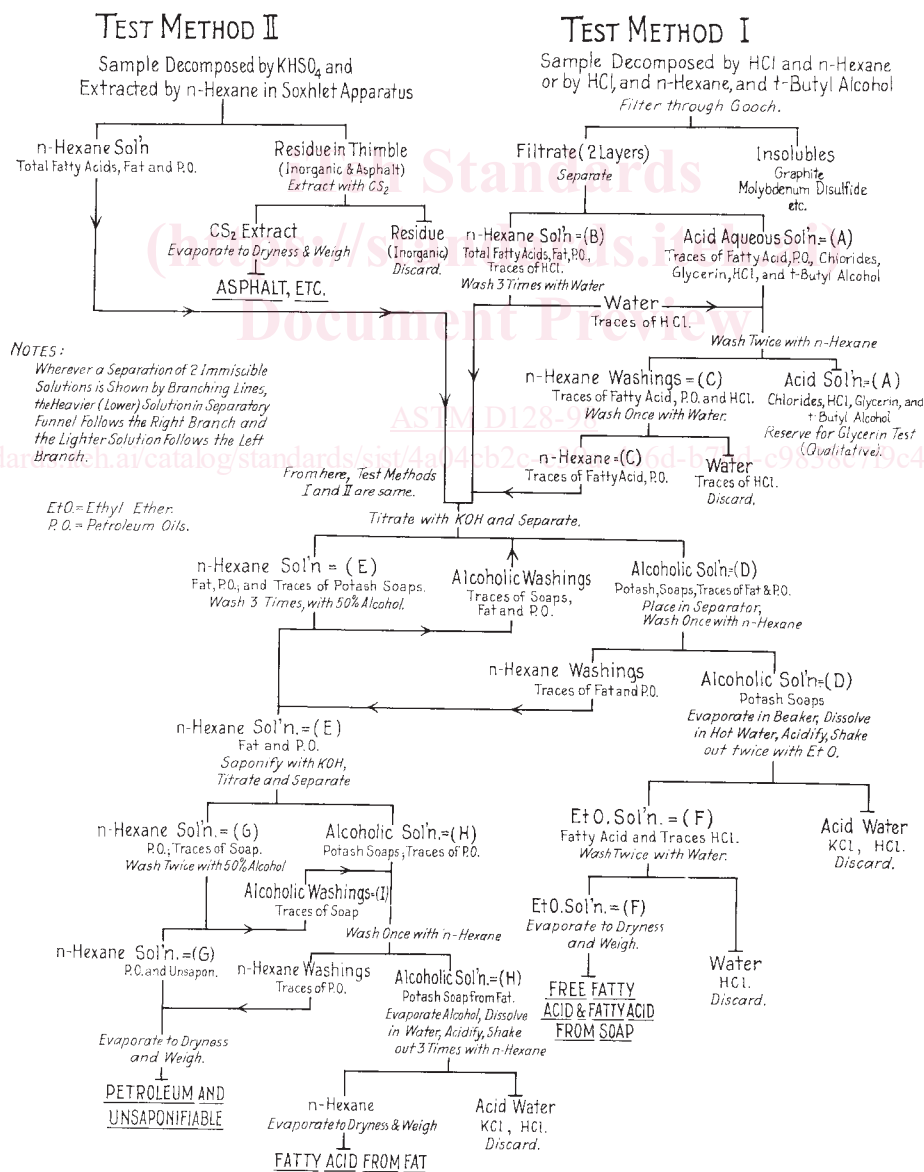 TEST METHOD II
Sample Decomposed by KHSO4 and
Extracted by n-Hexane in Soxhlet Apparatus
n-Hexane Sol'n
Total Fatty Acids, Fat and P.O.
Residue in Thimble
(Inorganic & Asphalt)
Extract with CS2
CS2 Extract
Evaporate to Dryness & Weigh
ASPHALT, ETC.
Residue
(Inorganic)
Discard.
TEST METHOD I
Sample Decomposed by HCl and n-Hexane
or by HCl, and n-Hexane, and t-Butyl Alcohol
Filter through Gooch.
Filtrate (2 Layers)
Separate
Insolubles
Graphite
Molybdenum Disulfide
etc.
n-Hexane Sol'n=(B)
Total Fatty Acids, Fat, P.O.,
Traces of HCl.
Wash 3 Times with Water
Acid Aqueous Sol'n.=(A)
Traces of Fatty Acid, P.O., Chlorides,
Glycerin, HCl, and t-Butyl Alcohol
Water
Traces of HCl.
Wash Twice with n-Hexane
n-Hexane Washings=(C)
Traces of Fatty Acid, P.O. and HCl.
Wash Once with Water.
Acid Sol'n=(A)
Chlorides, HCl, Glycerin, and
t-Butyl Alcohol
Reserve for Glycerin Test
(Qualitative).
n-Hexane=(C)
Traces of Fatty Acid, P.O.
Water
Traces of HCl.
Discard.
NOTES:
Wherever a Separation of 2 Immiscible
Solutions is Shown by Branching Lines,
the Heavier (Lower) Solution in Separatory
Funnel Follows the Right Branch and
the Lighter Solution Follows the Left
Branch.
EtO.=Ethyl Ether.
P.O.=Petroleum Oils.
From here, Test Methods
I and II are same.
Titrate with KOH and Separate.
n-Hexane Sol'n = (E)
Fat, P.O.; and Traces of Potash Soaps.
Wash 3 Times, with 50% Alcohol.
Alcoholic Washings
Traces of Soaps,
Fat and P.O.
Alcoholic Sol'n=(D)
Potash, Soaps, Traces of Fat & P.O.
Place in Separator,
Wash Once with n-Hexane
n-Hexane Washings
Traces of Fat and P.O.
Alcoholic Sol'n=(D)
Potash Soaps
Evaporate in Beaker, Dissolve
in Hot Water, Acidify, Shake
out twice with EtO.
n-Hexane Sol'n.=(E)
Fat and P.O.
Saponify with KOH,
Titrate and Separate
n-Hexane Sol'n.=(G)
P.O.; Traces of Soap.
Wash Twice with 50% Alcohol
Alcoholic Sol'n.=(H)
Potash Soaps; Traces of P.O.
Alcoholic Washings=(I)
Traces of Soap
Wash Once with n-Hexane
n-Hexane Sol'n.=(G)
P.O. and Unsapon.
n-Hexane Washings
Traces of P.O.
Alcoholic Sol'n=(H)
Potash Soap from Fat.
Evaporate Alcohol, Dissolve
in Water, Acidify, Shake
out 3 Times with n-Hexane
Evaporate to Dryness
and Weigh.
PETROLEUM AND
UNSAPONIFIABLE
n-Hexane
Evaporate to Dryness & Weigh
FATTY ACID FROM FAT
Acid Water
KCl, HCl.
Discard.
EtO.Sol'n.=(F)
Fatty Acid and Traces HCl.
Wash Twice with Water.
Acid Water
KCl, HCl.
Discard.
EtO.Sol'n.=(F)
Evaporate to Dryness
and Weigh.
FREE FATTY
ACID & FATTY ACID
FROM SOAP
Water
HCl.
Discard.
Standards
Document Preview
ASTM D128-98